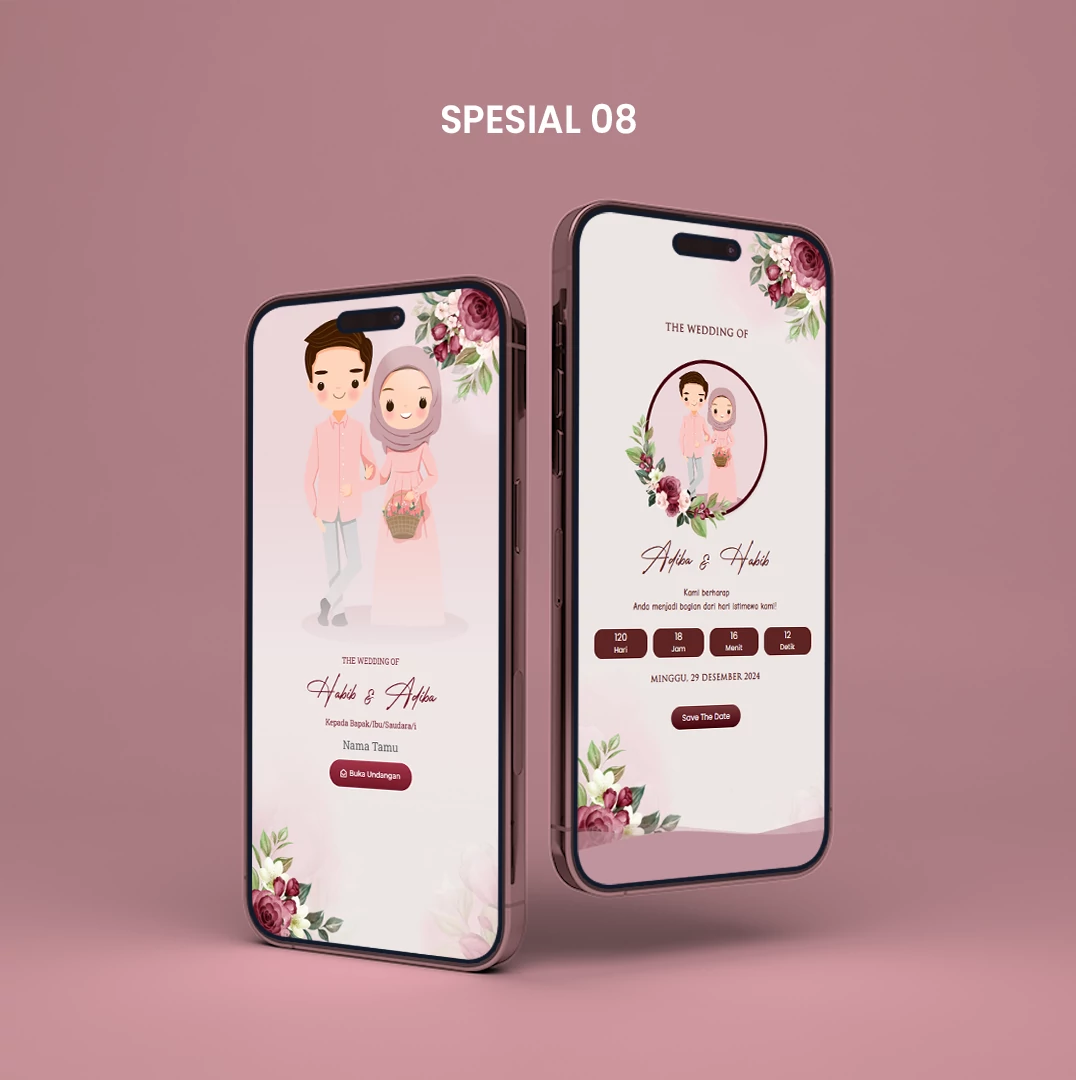 SPESIAL 08
THE WEDDING OF
Habib & Adiba
Kepada Bapak/Ibu/Saudara/i
Nama Tamu
Buka Undangan
THE WEDDING OF
Adiba & Habib
Kami berharap
Anda menjadi bagian dari hari istimewa kami!
120 18 16 12
Hari Jam Menit Detik
MINGGU, 29 DESEMBER 2024
Save The Date